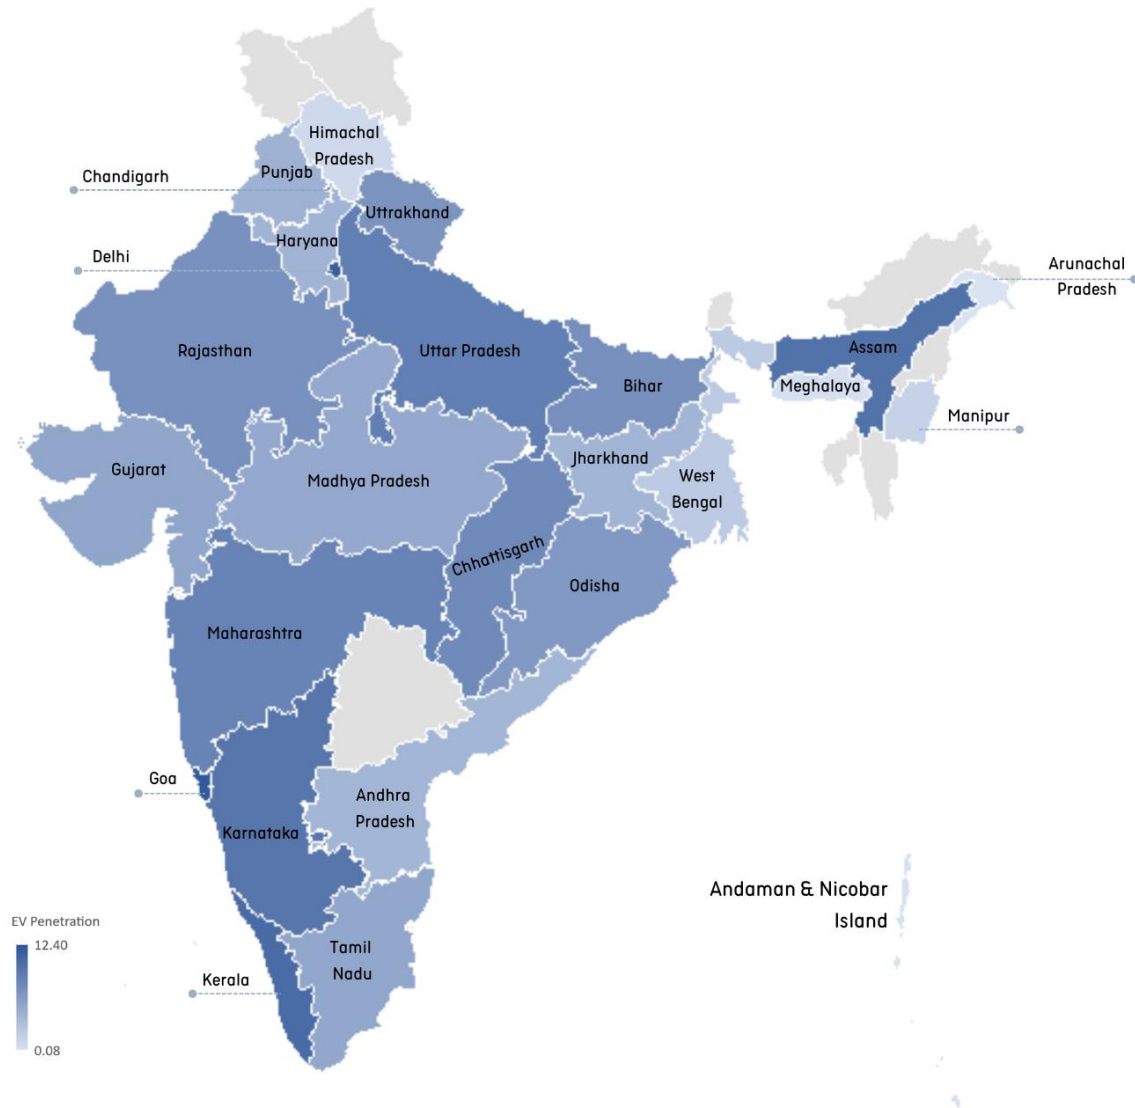 Himachal
Pradesh
Punjab
Chandigarh
Uttrakhand
Haryana
Delhi
Arunachal
Pradesh
Rajasthan
Uttar Pradesh
Assam
Bihar
Meghalaya
Manipur
Gujarat
Madhya Pradesh
Jharkhand
West
Bengal
Chhattisgarh
Odisha
Maharashtra
Goa
Andhra
Pradesh
Karnataka
Andaman & Nicobar
Island
EV Penetration
12.40
0.08
Tamil
Nadu
Kerala